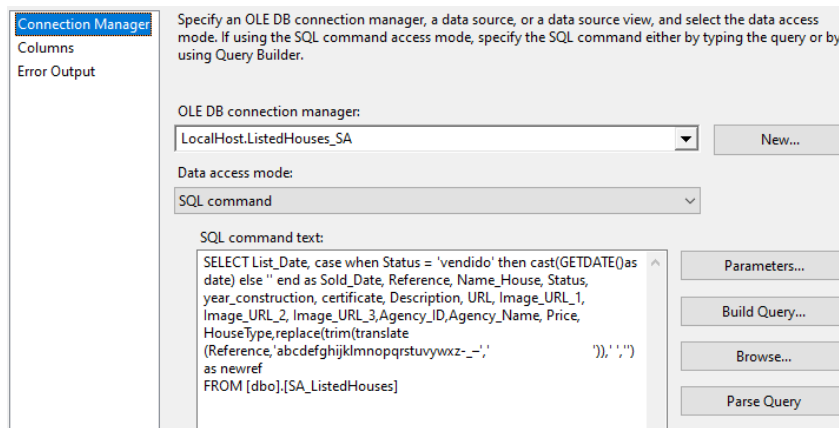 Connection Manager
Columns
Error Output
Specify an OLE DB connection manager, a data source, or a data source view, and select the data access
mode. If using the SQL command access mode, specify the SQL command either by typing the query or by
using Query Builder.
OLE DB connection manager:
LocalHost.ListedHouses_SA
New...
Data access mode:
SQL command
SQL command text:
SELECT List_Date, case when Status = 'vendido' then cast(GETDATE()as
date) else '' end as Sold_Date, Reference, Name_House, Status,
year_construction, certificate, Description, URL, Image_URL_1,
Image_URL_2, Image_URL_3,Agency_ID,Agency_Name, Price,
HouseType,replace(trim(translate
(Reference,'abcdefghijklmnopqrstuvywxz-_–','                             ')),' ','')
as newref
FROM [dbo].[SA_ListedHouses]
Parameters...
Build Query...
Browse...
Parse Query